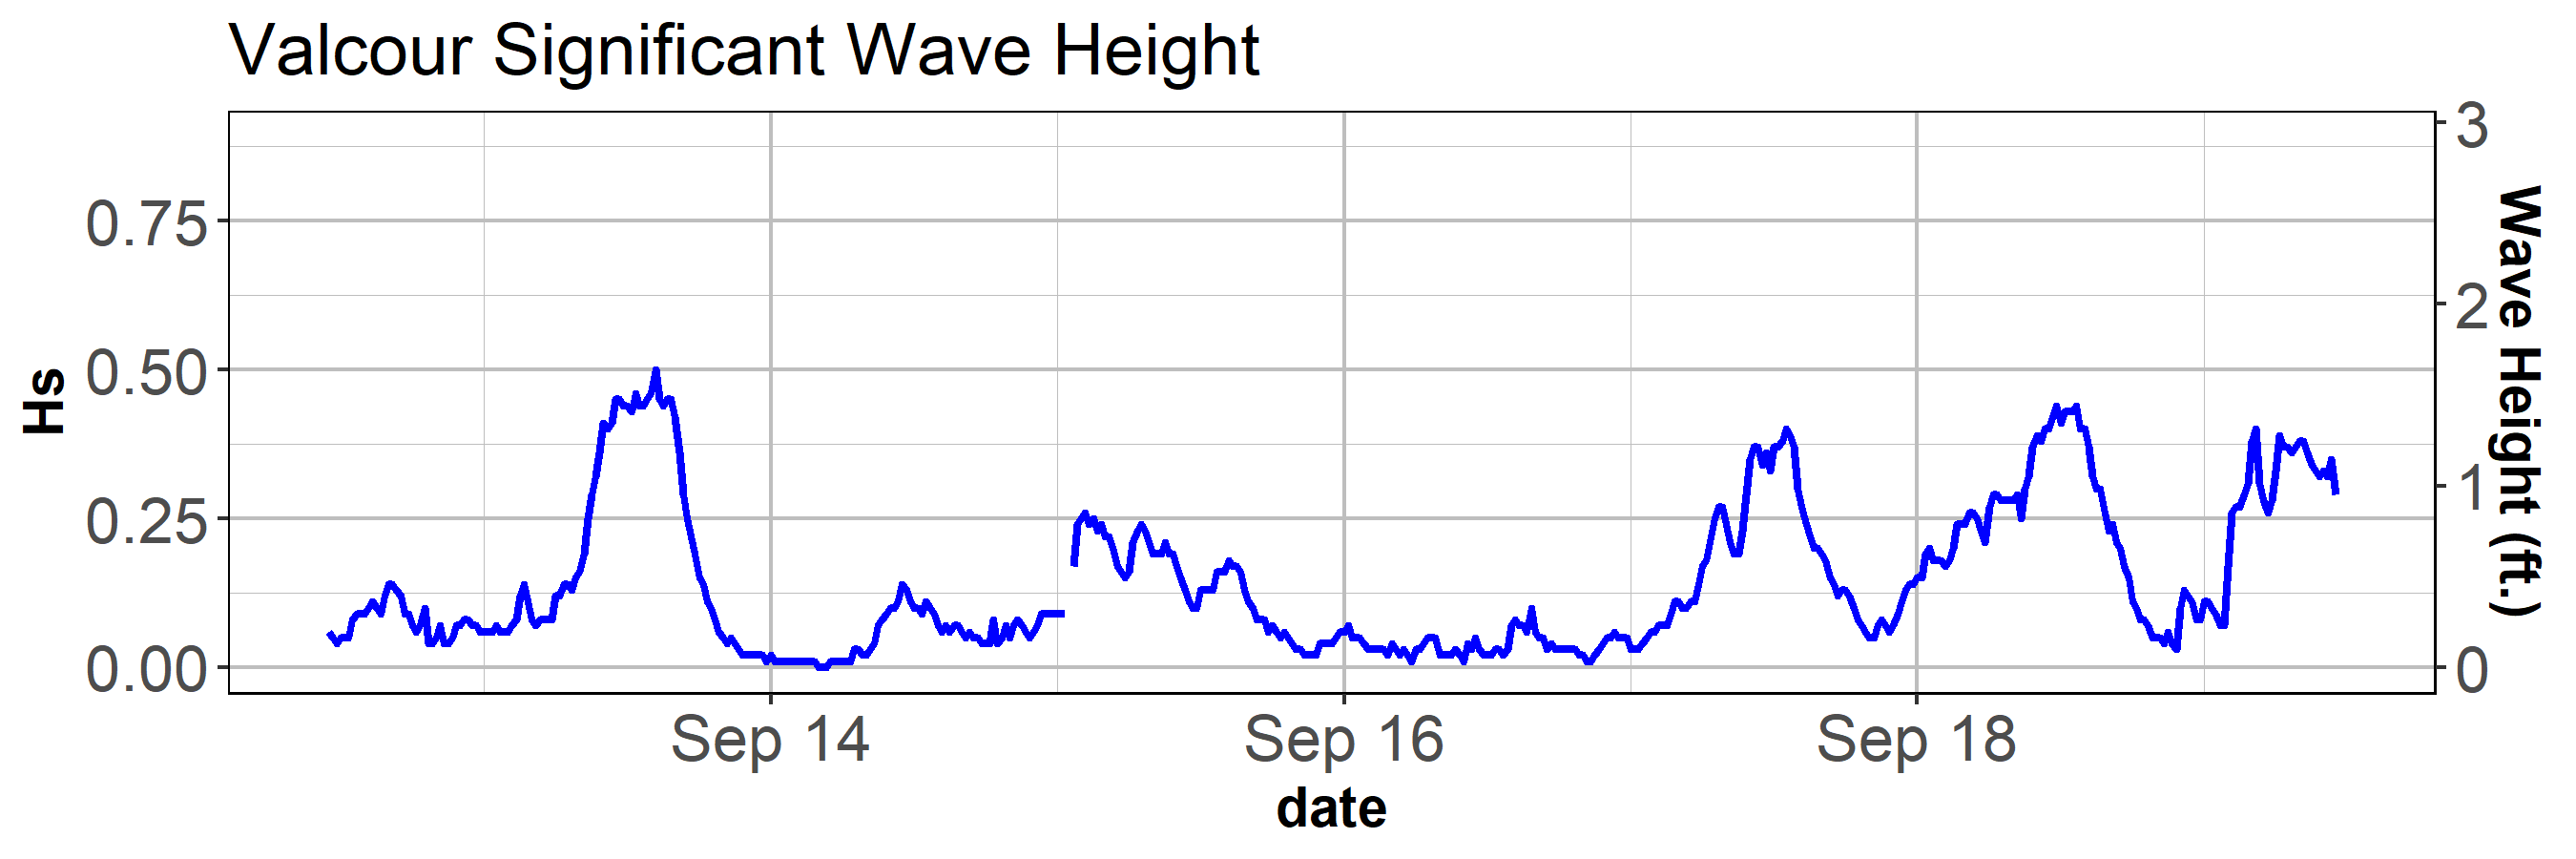 Valcour Significant Wave Height
Hs
0.75
0.50
0.25
0.00
3
2
1
0
Wave Height (ft.)
Sep 14
Sep 16
Sep 18
date